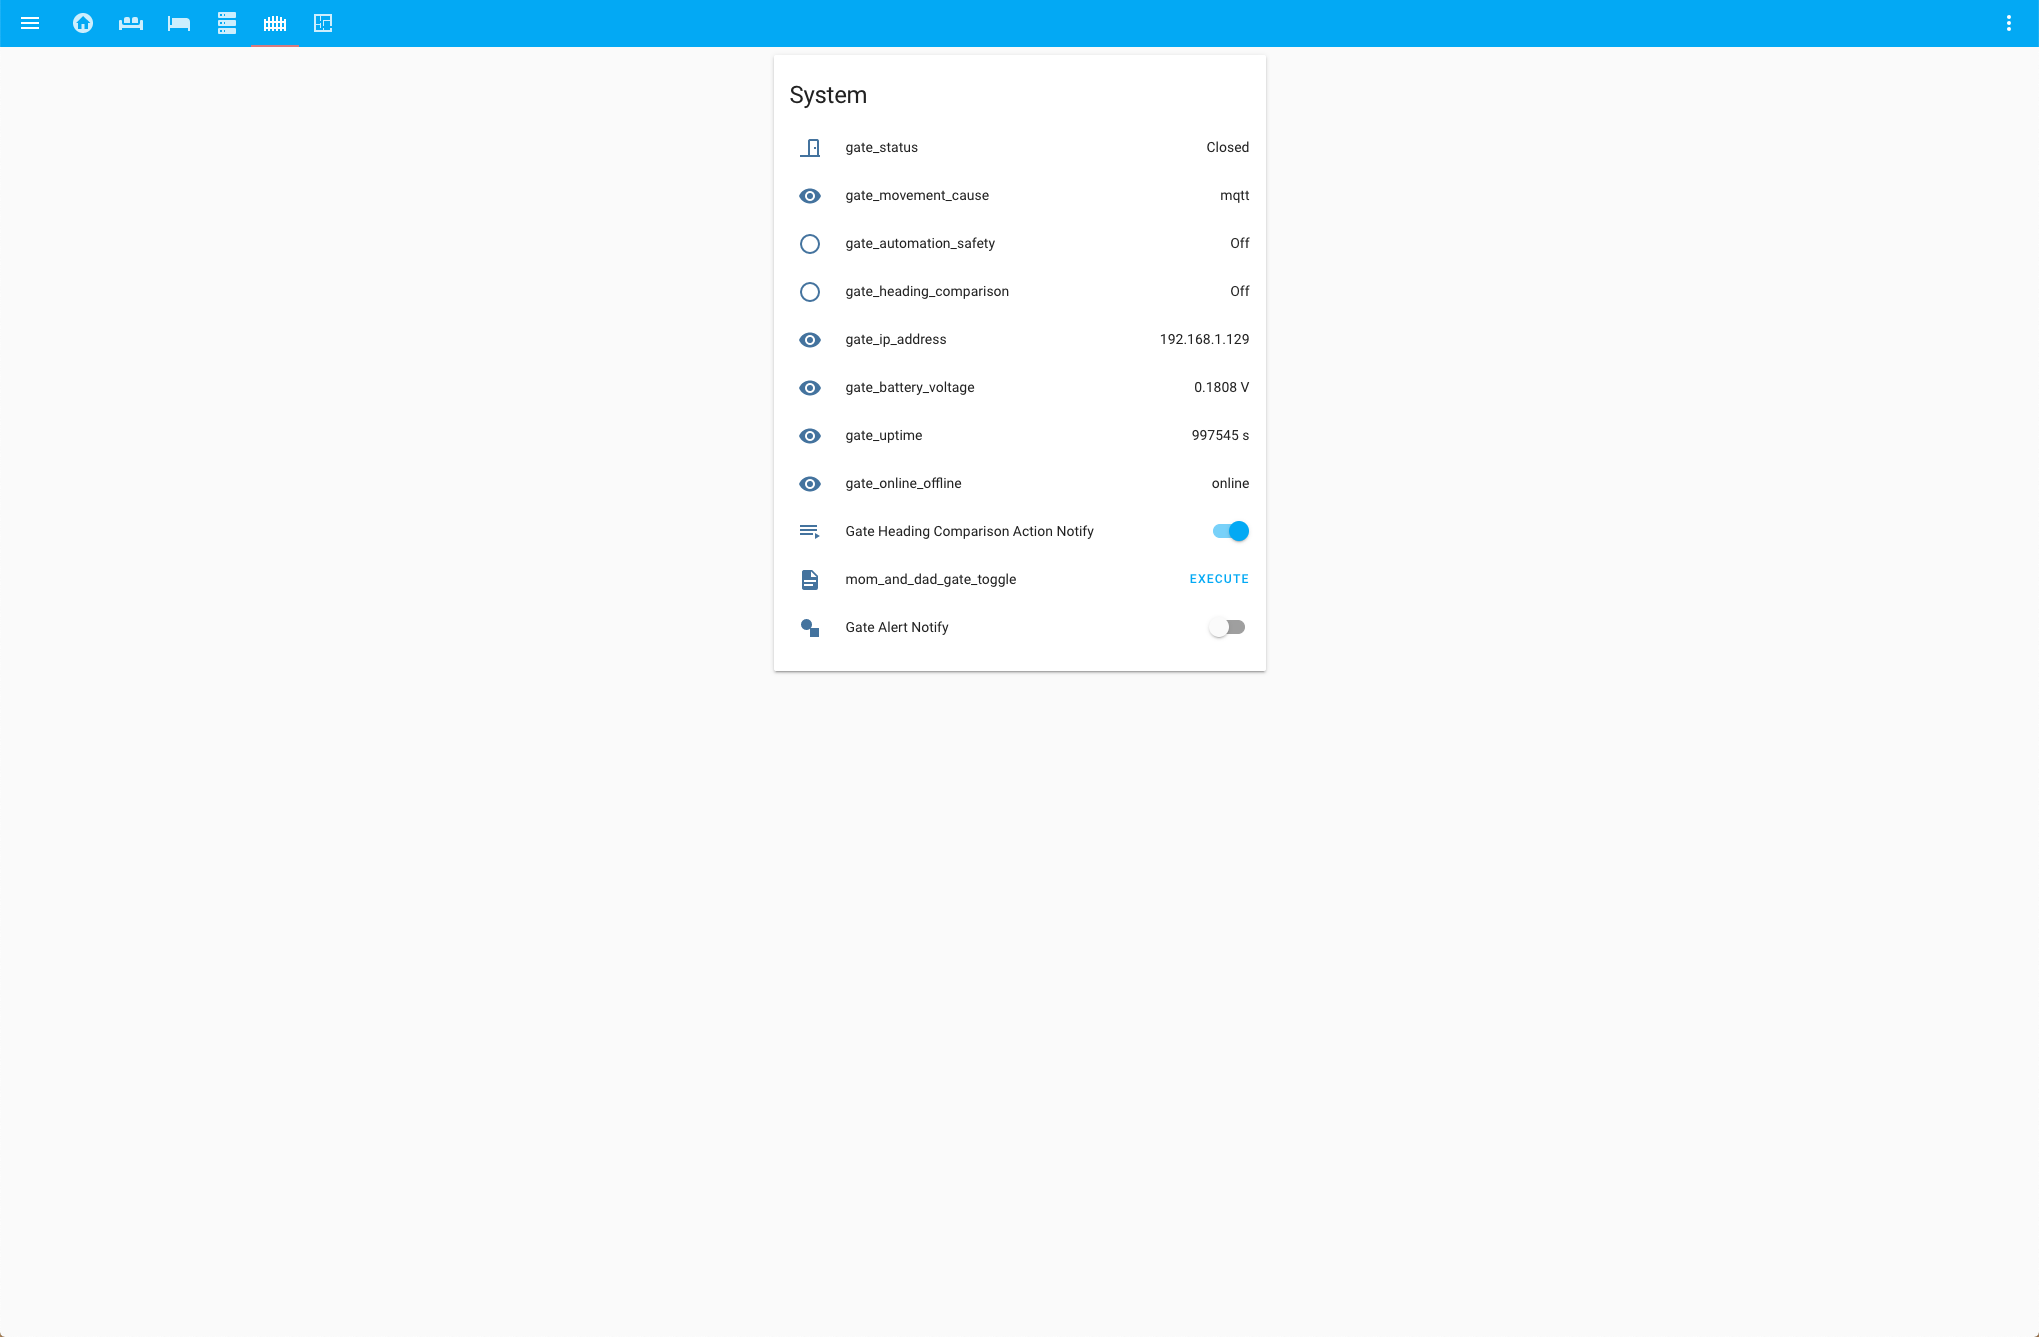 System
gate_status Closed
gate_movement_cause mqtt
gate_automation_safety Off
gate_heading_comparison Off
gate_ip_address 192.168.1.129
gate_battery_voltage 0.1808 V
gate_uptime 997545 s
gate_online_offline online
Gate Heading Comparison Action Notify
mom_and_dad_gate_toggle EXECUTE
Gate Alert Notify